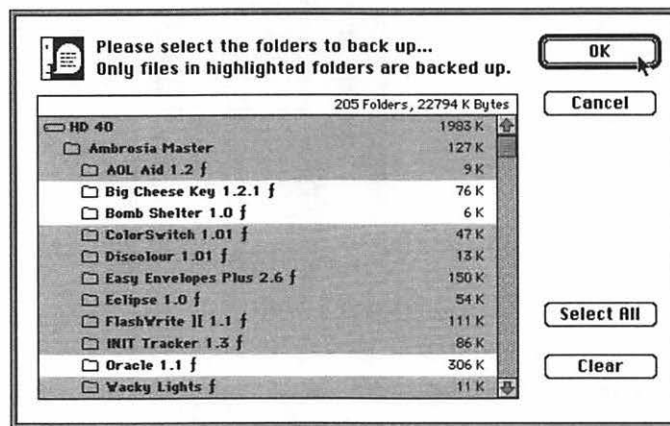 Please select the folders to back up...
Only files in highlighted folders are backed up.
OK
Cancel
205 Folders, 22794 K Bytes
HD 40 1983 K
Ambrosia Master 127 K
AOL Aid 1.2 ƒ 9 K
Big Cheese Key 1.2.1 ƒ 76 K
Bomb Shelter 1.0 ƒ 6 K
ColorSwitch 1.01 ƒ 47 K
Discolour 1.01 ƒ 13 K
Easy Envelopes Plus 2.6 ƒ 150 K
Eclipse 1.0 ƒ 54 K
FlashWrite ][ 1.1 ƒ 111 K
INIT Tracker 1.3 ƒ 86 K
Oracle 1.1 ƒ 306 K
Wacky Lights ƒ 11 K
Select All
Clear